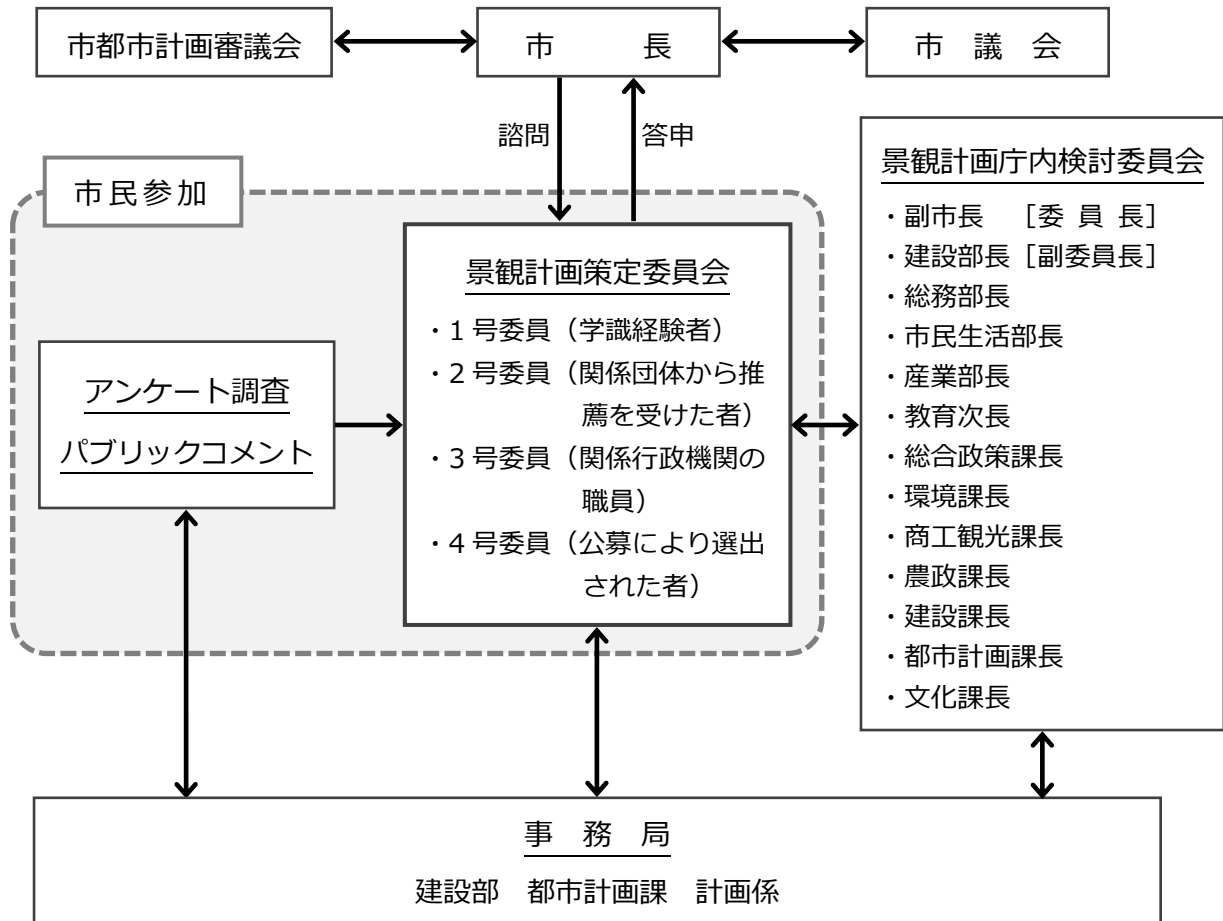 市都市計画審議会
市　　　長
市　議　会
諮問
答申
市民参加
景観計画策定委員会
・１号委員（学識経験者）
・２号委員（関係団体から推
薦を受けた者）
・３号委員（関係行政機関の
職員）
・４号委員（公募により選出
された者）
アンケート調査
パブリックコメント
景観計画庁内検討委員会
・副市長　［委 員 長］
・建設部長［副委員長］
・総務部長
・市民生活部長
・産業部長
・教育次長
・総合政策課長
・環境課長
・商工観光課長
・農政課長
・建設課長
・都市計画課長
・文化課長
事　務　局
建設部　都市計画課　計画係